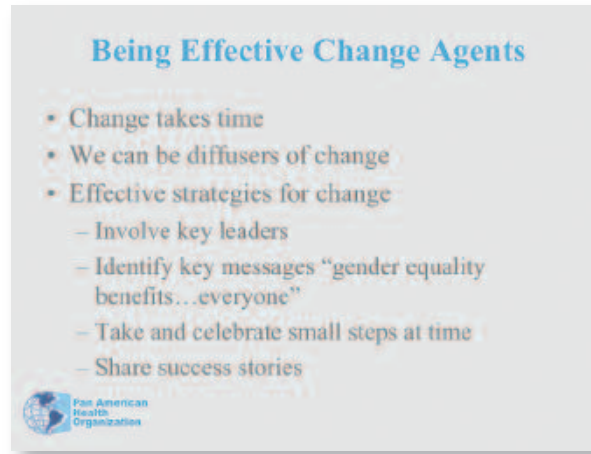 Being Effective Change Agents
• Change takes time
• We can be diffusers of change
• Effective strategies for change
– Involve key leaders
– Identify key messages “gender equality
benefits…everyone”
– Take and celebrate small steps at time
– Share success stories
Pan American
Health
Organization